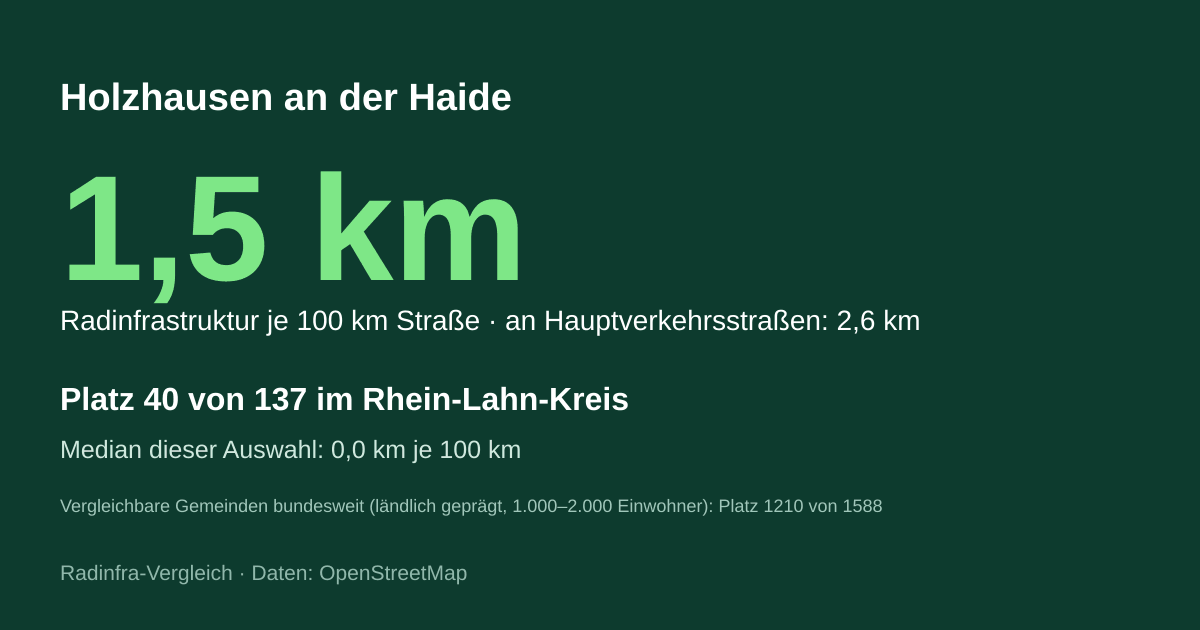 Holzhausen an der Haide
1,5 km
Radinfrastruktur je 100 km Straße · an Hauptverkehrsstraßen: 2,6 km
Platz 40 von 137 im Rhein-Lahn-Kreis
Median dieser Auswahl: 0,0 km je 100 km
Vergleichbare Gemeinden bundesweit (ländlich geprägt, 1.000–2.000 Einwohner): Platz 1210 von 1588
Radinfra-Vergleich · Daten: OpenStreetMap